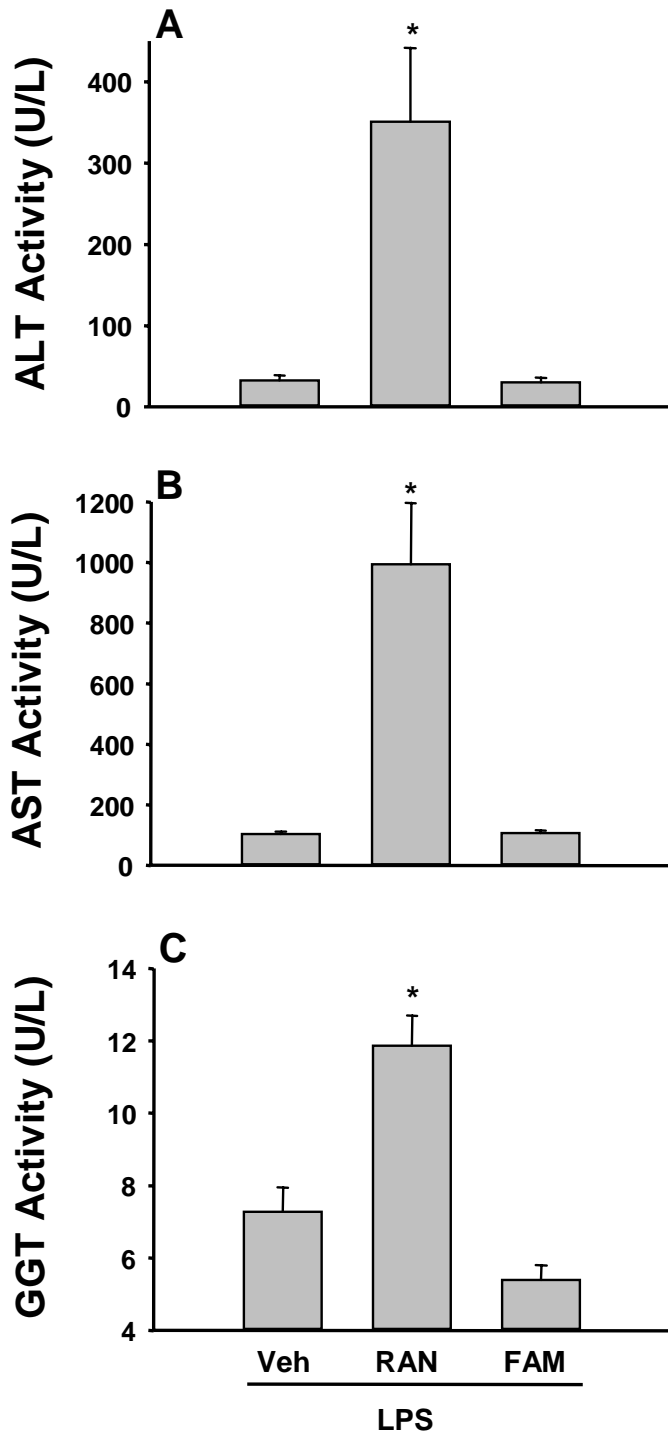 A
ALT Activity (U/L)
400
300
200
100
0
*
B
AST Activity (U/L)
1200
1000
800
600
400
200
0
*
C
GGT Activity (U/L)
14
12
10
8
6
4
*
Veh RAN FAM
LPS